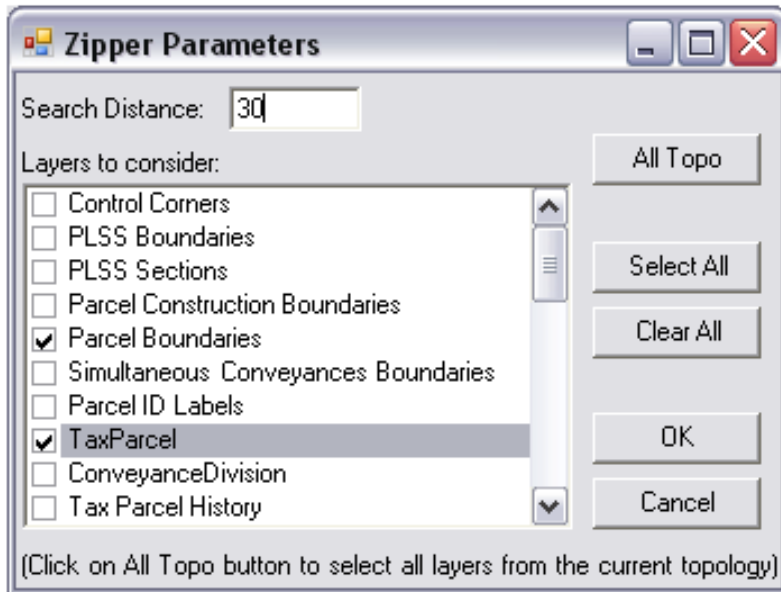 Zipper Parameters
Search Distance: 30
Layers to consider:
Control Corners
PLSS Boundaries
PLSS Sections
Parcel Construction Boundaries
Parcel Boundaries
Simultaneous Conveyances Boundaries
Parcel ID Labels
TaxParcel
ConveyanceDivision
Tax Parcel History
All Topo
Select All
Clear All
OK
Cancel
(Click on All Topo button to select all layers from the current topology)